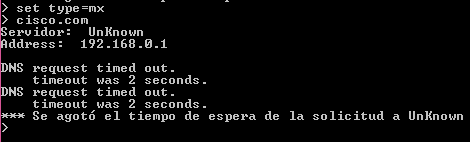 > set type=mx
> cisco.com
Servidor:  UnKnown
Address:  192.168.0.1
DNS request timed out.
    timeout was 2 seconds.
DNS request timed out.
    timeout was 2 seconds.
*** Se agotó el tiempo de espera de la solicitud a UnKnown
>